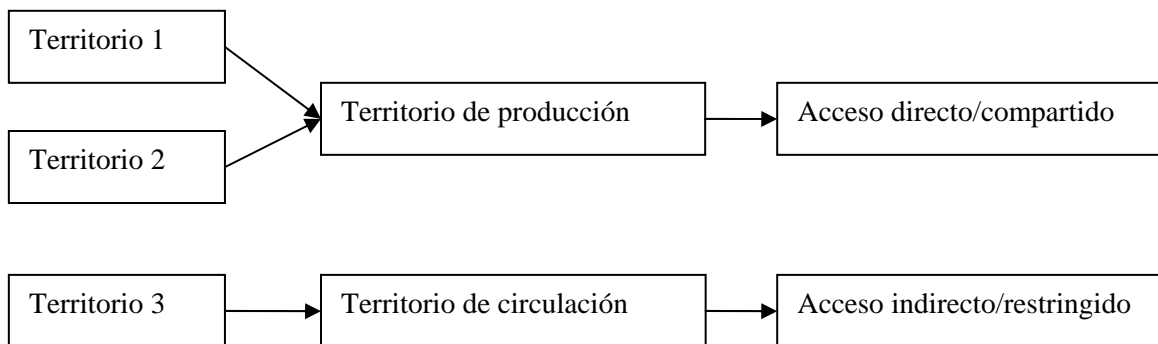 Territorio 1
Territorio de producción
Acceso directo/compartido
Territorio 2
Territorio 3
Territorio de circulación
Acceso indirecto/restringido